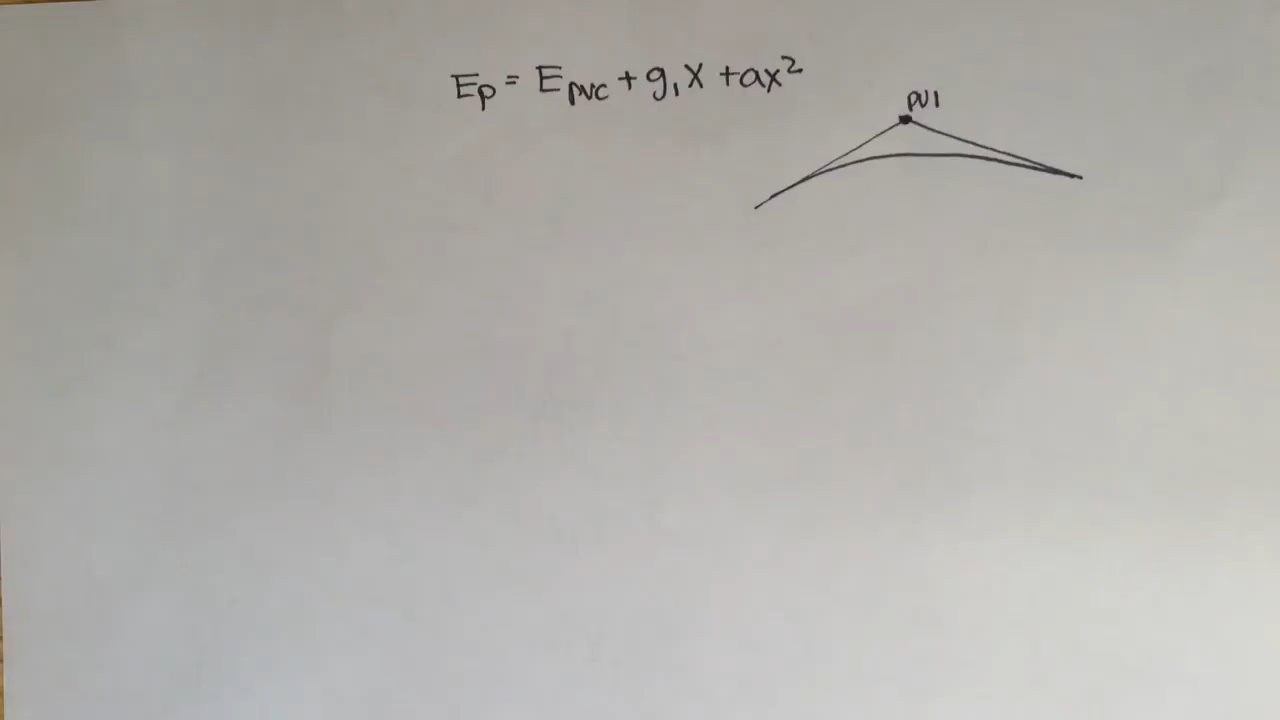 Ep = Epvc + g₁x + ax²
PVI